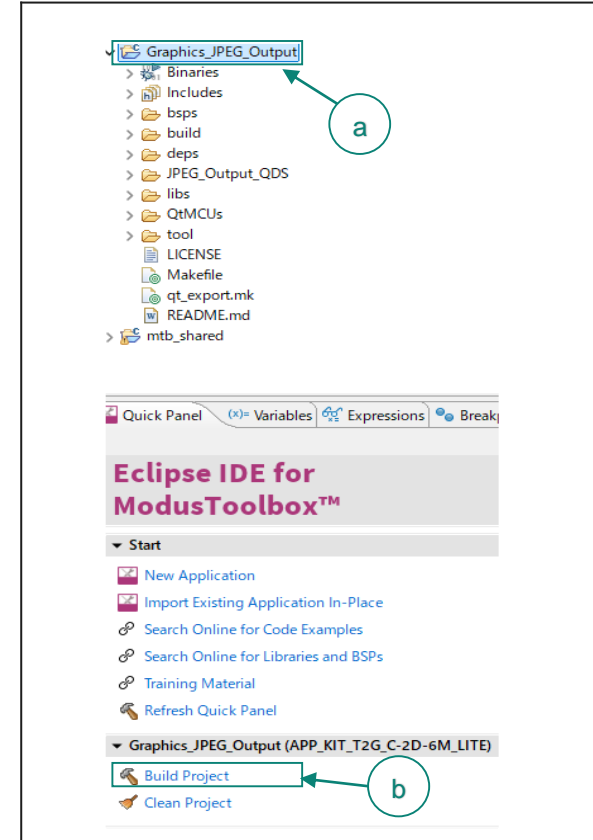 Graphics_JPEG_Output
Binaries
Includes
bsps
a
build
deps
JPEG_Output_QDS
libs
QtMCUs
tool
LICENSE
Makefile
qt_export.mk
README.md
mtb_shared
Quick Panel (x)= Variables Expressions Breakp
Eclipse IDE for
ModusToolbox™
Start
New Application
Import Existing Application In-Place
Search Online for Code Examples
Search Online for Libraries and BSPs
Training Material
Refresh Quick Panel
Graphics_JPEG_Output (APP_KIT_T2G_C-2D-6M_LITE)
Build Project
b
Clean Project